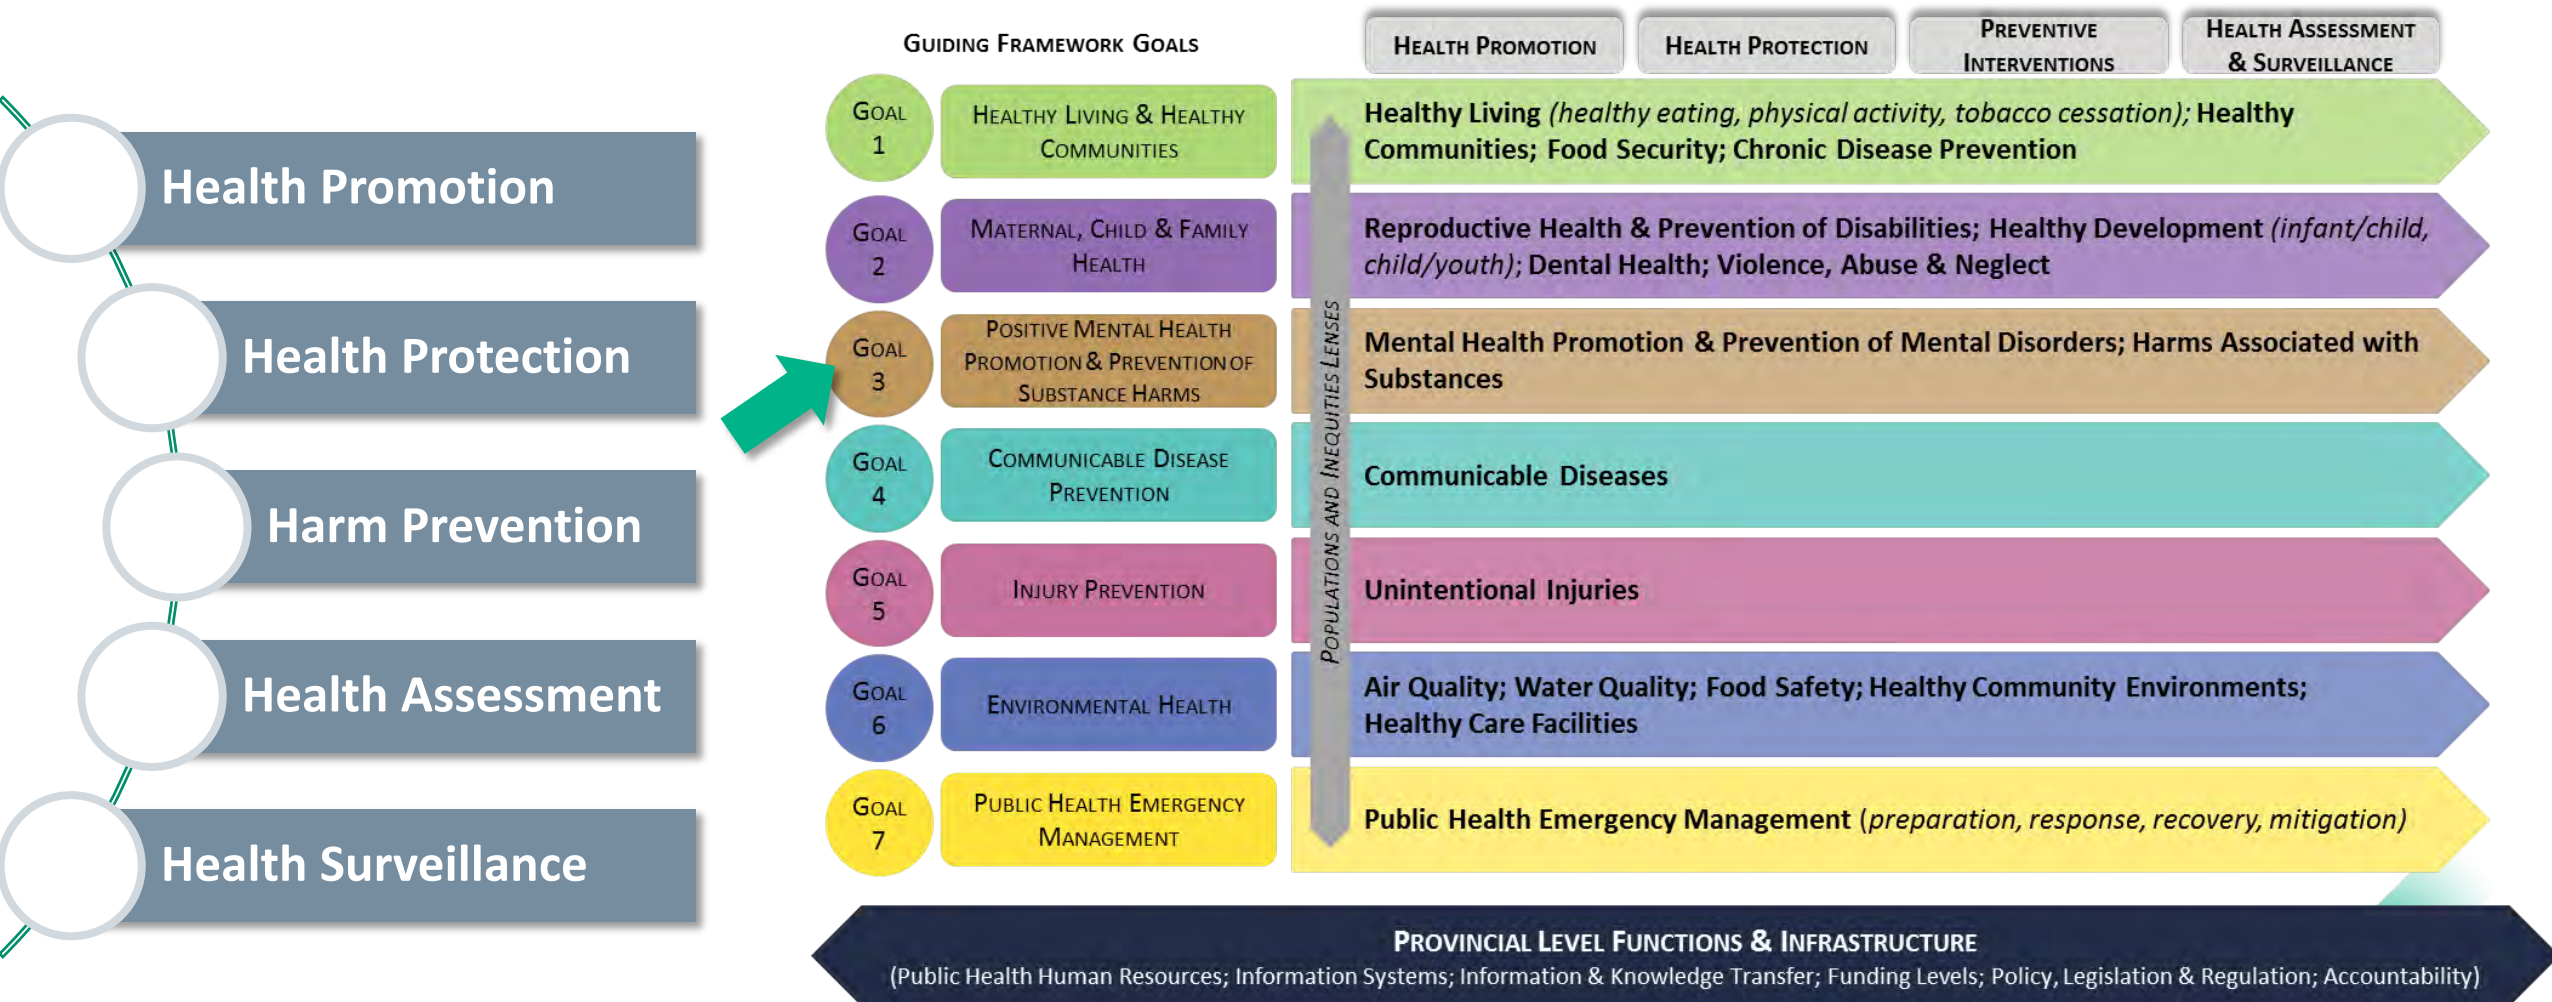 Health Promotion
Health Protection
Harm Prevention
Health Assessment
Health Surveillance
GUIDING FRAMEWORK GOALS
HEALTH PROMOTION
HEALTH PROTECTION
PREVENTIVE
INTERVENTIONS
HEALTH ASSESSMENT
& SURVEILLANCE
GOAL
1
HEALTHY LIVING & HEALTHY
COMMUNITIES
Healthy Living (healthy eating, physical activity, tobacco cessation); Healthy
Communities; Food Security; Chronic Disease Prevention
GOAL
2
MATERNAL, CHILD & FAMILY
HEALTH
Reproductive Health & Prevention of Disabilities; Healthy Development (infant/child,
child/youth); Dental Health; Violence, Abuse & Neglect
GOAL
3
POSITIVE MENTAL HEALTH
PROMOTION & PREVENTION OF
SUBSTANCE HARMS
Mental Health Promotion & Prevention of Mental Disorders; Harms Associated with
Substances
GOAL
4
COMMUNICABLE DISEASE
PREVENTION
Communicable Diseases
GOAL
5
INJURY PREVENTION
Unintentional Injuries
GOAL
6
ENVIRONMENTAL HEALTH
Air Quality; Water Quality; Food Safety; Healthy Community Environments;
Healthy Care Facilities
GOAL
7
PUBLIC HEALTH EMERGENCY
MANAGEMENT
Public Health Emergency Management (preparation, response, recovery, mitigation)
POPULATIONS AND INEQUITIES LENSES
PROVINCIAL LEVEL FUNCTIONS & INFRASTRUCTURE
(Public Health Human Resources; Information Systems; Information & Knowledge Transfer; Funding Levels; Policy, Legislation & Regulation; Accountability)